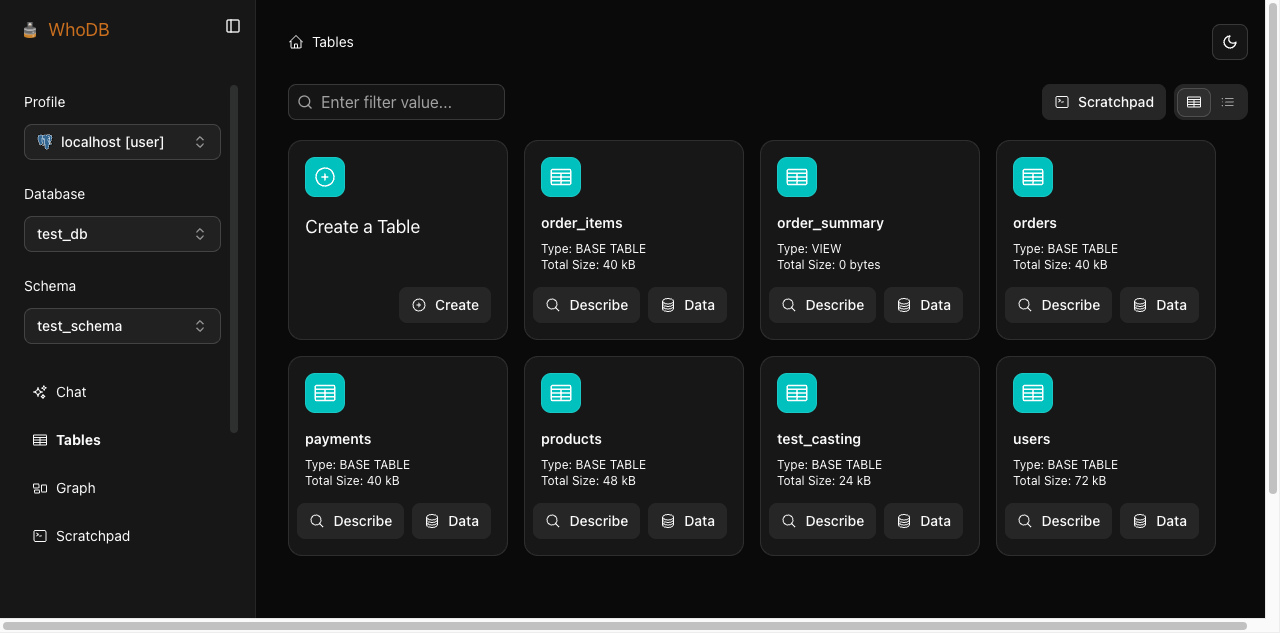 WhoDB
Profile
localhost [user]
Database
test_db
Schema
test_schema
Chat
Tables
Graph
Scratchpad
Tables
Enter filter value...
Scratchpad
Create a Table
Create
order_items
Type: BASE TABLE
Total Size: 40 kB
Describe
Data
order_summary
Type: VIEW
Total Size: 0 bytes
Describe
Data
orders
Type: BASE TABLE
Total Size: 40 kB
Describe
Data
payments
Type: BASE TABLE
Total Size: 40 kB
Describe
Data
products
Type: BASE TABLE
Total Size: 48 kB
Describe
Data
test_casting
Type: BASE TABLE
Total Size: 24 kB
Describe
Data
users
Type: BASE TABLE
Total Size: 72 kB
Describe
Data